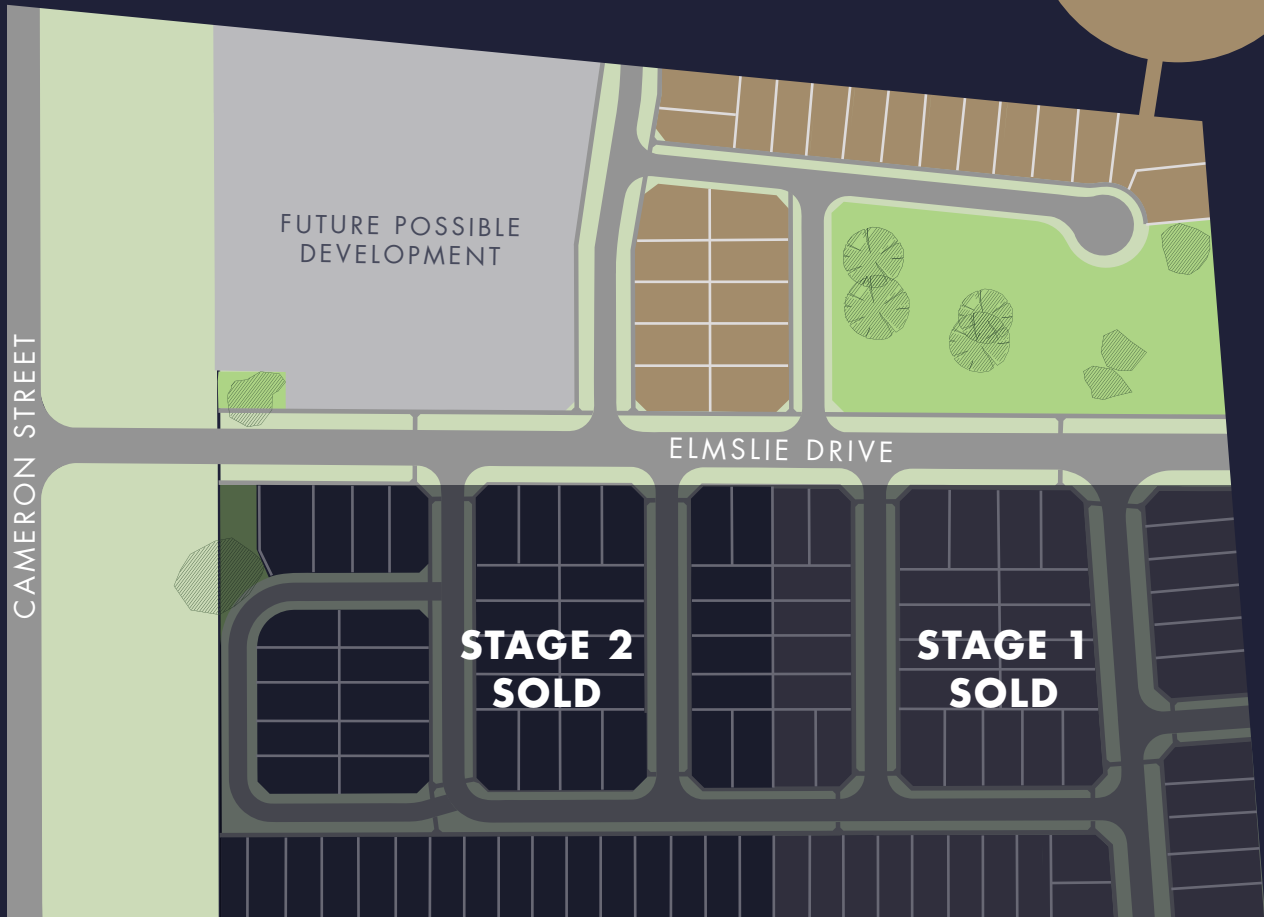 FUTURE POSSIBLE
DEVELOPMENT
CAMERON STREET
ELMSLIE DRIVE
STAGE 2
SOLD
STAGE 1
SOLD